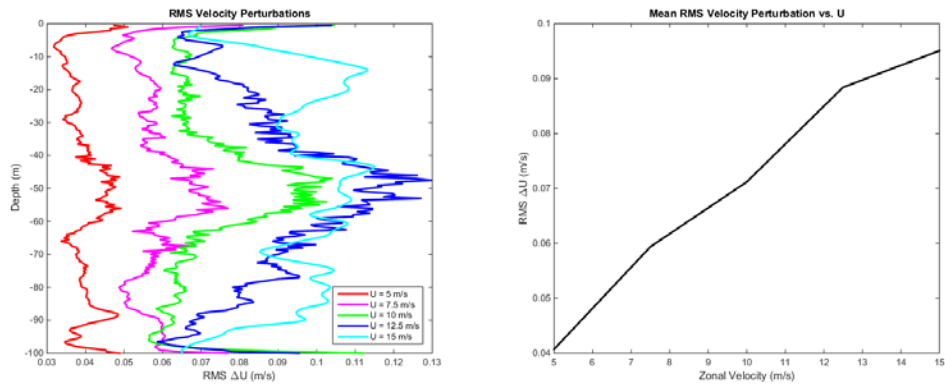 RMS Velocity Perturbations
Depth (m)
0
-10
-20
-30
-40
-50
-60
-70
-80
-90
-100
0.03 0.04 0.05 0.06 0.07 0.08 0.09 0.1 0.11 0.12 0.13
RMS ΔU (m/s)
U = 5 m/s
U = 7.5 m/s
U = 10 m/s
U = 12.5 m/s
U = 15 m/s
Mean RMS Velocity Perturbation vs. U
RMS ΔU (m/s)
0.1
0.09
0.08
0.07
0.06
0.05
0.04
5 6 7 8 9 10 11 12 13 14 15
Zonal Velocity (m/s)